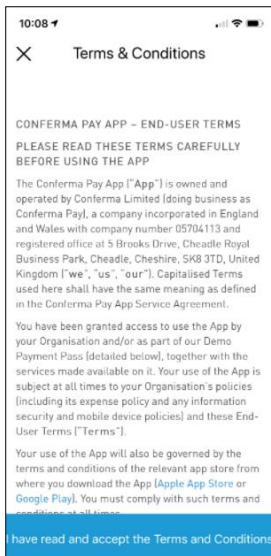 10:08
Terms & Conditions
CONFERMA PAY APP – END-USER TERMS
PLEASE READ THESE TERMS CAREFULLY
BEFORE USING THE APP
The Conferma Pay App ("App") is owned and
operated by Conferma Limited (doing business as
Conferma Pay), a company incorporated in England
and Wales with company number 05704113 and
registered office at 5 Brooks Drive, Cheadle Royal
Business Park, Cheadle, Cheshire, SK8 3TD, United
Kingdom ("we", "us", "our"). Capitalised Terms
used here shall have the same meaning as defined
in the Conferma Pay App Service Agreement.
You have been granted access to use the App by
your Organisation and/or as part of our Demo
Payment Pass (detailed below), together with the
services made available on it. Your use of the App is
subject at all times to your Organisation's policies
(including its expense policy and any information
security and mobile device policies) and these End-
User Terms ("Terms").
Your use of the App will also be governed by the
terms and conditions of the relevant app store from
where you download the App (Apple App Store or
Google Play). You must comply with such terms and
conditions at all times
I have read and accept the Terms and Conditions